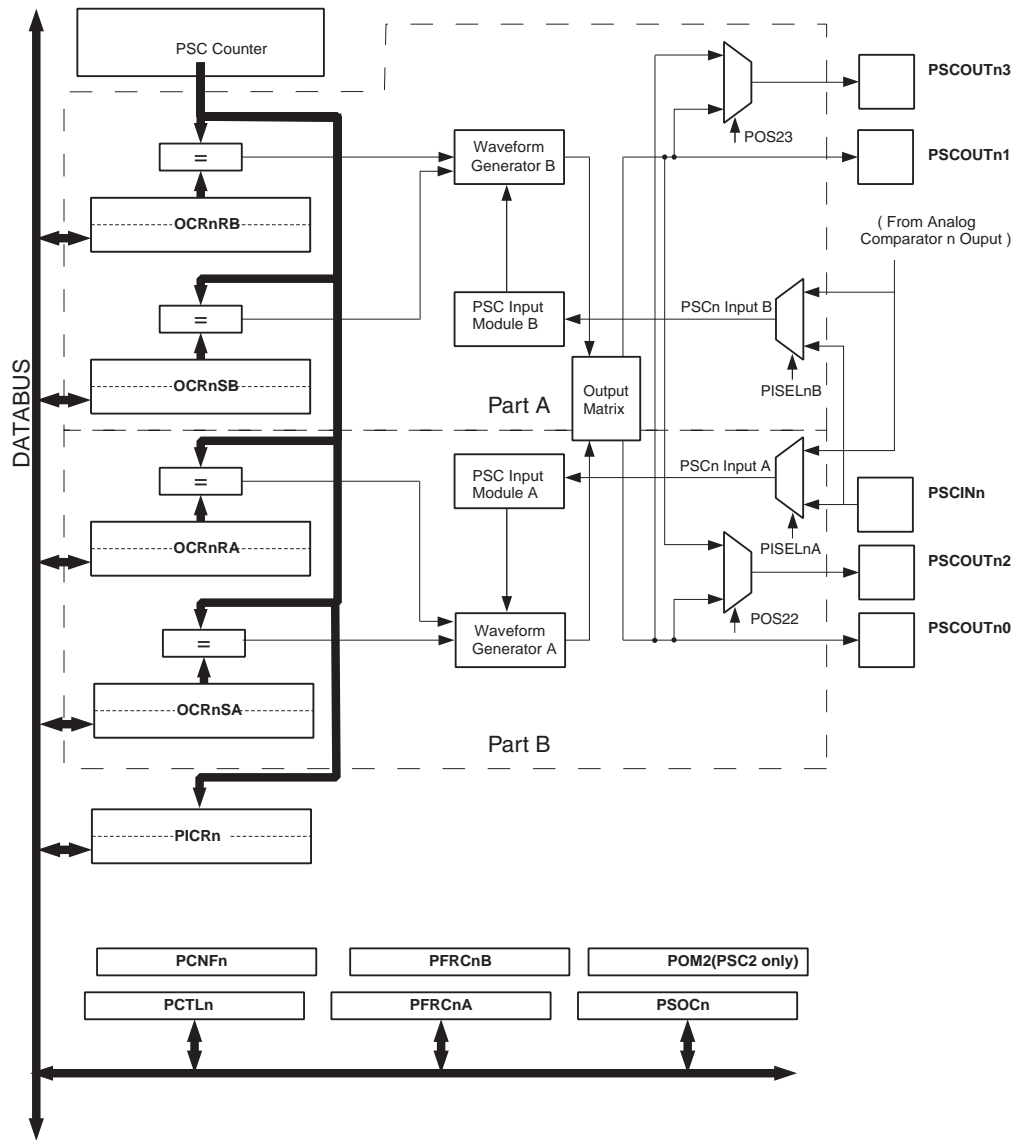 PSC Counter
PSCOUTn3
POS23
PSCOUTn1
=
Waveform
Generator B
OCRnRB
( From Analog
Comparator n Ouput )
=
PSC Input
Module B
PSCn Input B
PISELnB
OCRnSB
Output
Matrix
Part A
DATABUS
=
PSC Input
Module A
PSCn Input A
PSCINn
PISELnA
OCRnRA
PSCOUTn2
POS22
=
Waveform
Generator A
PSCOUTn0
OCRnSA
Part B
PICRn
PCNFn
PFRCnB
POM2(PSC2 only)
PCTLn
PFRCnA
PSOCn